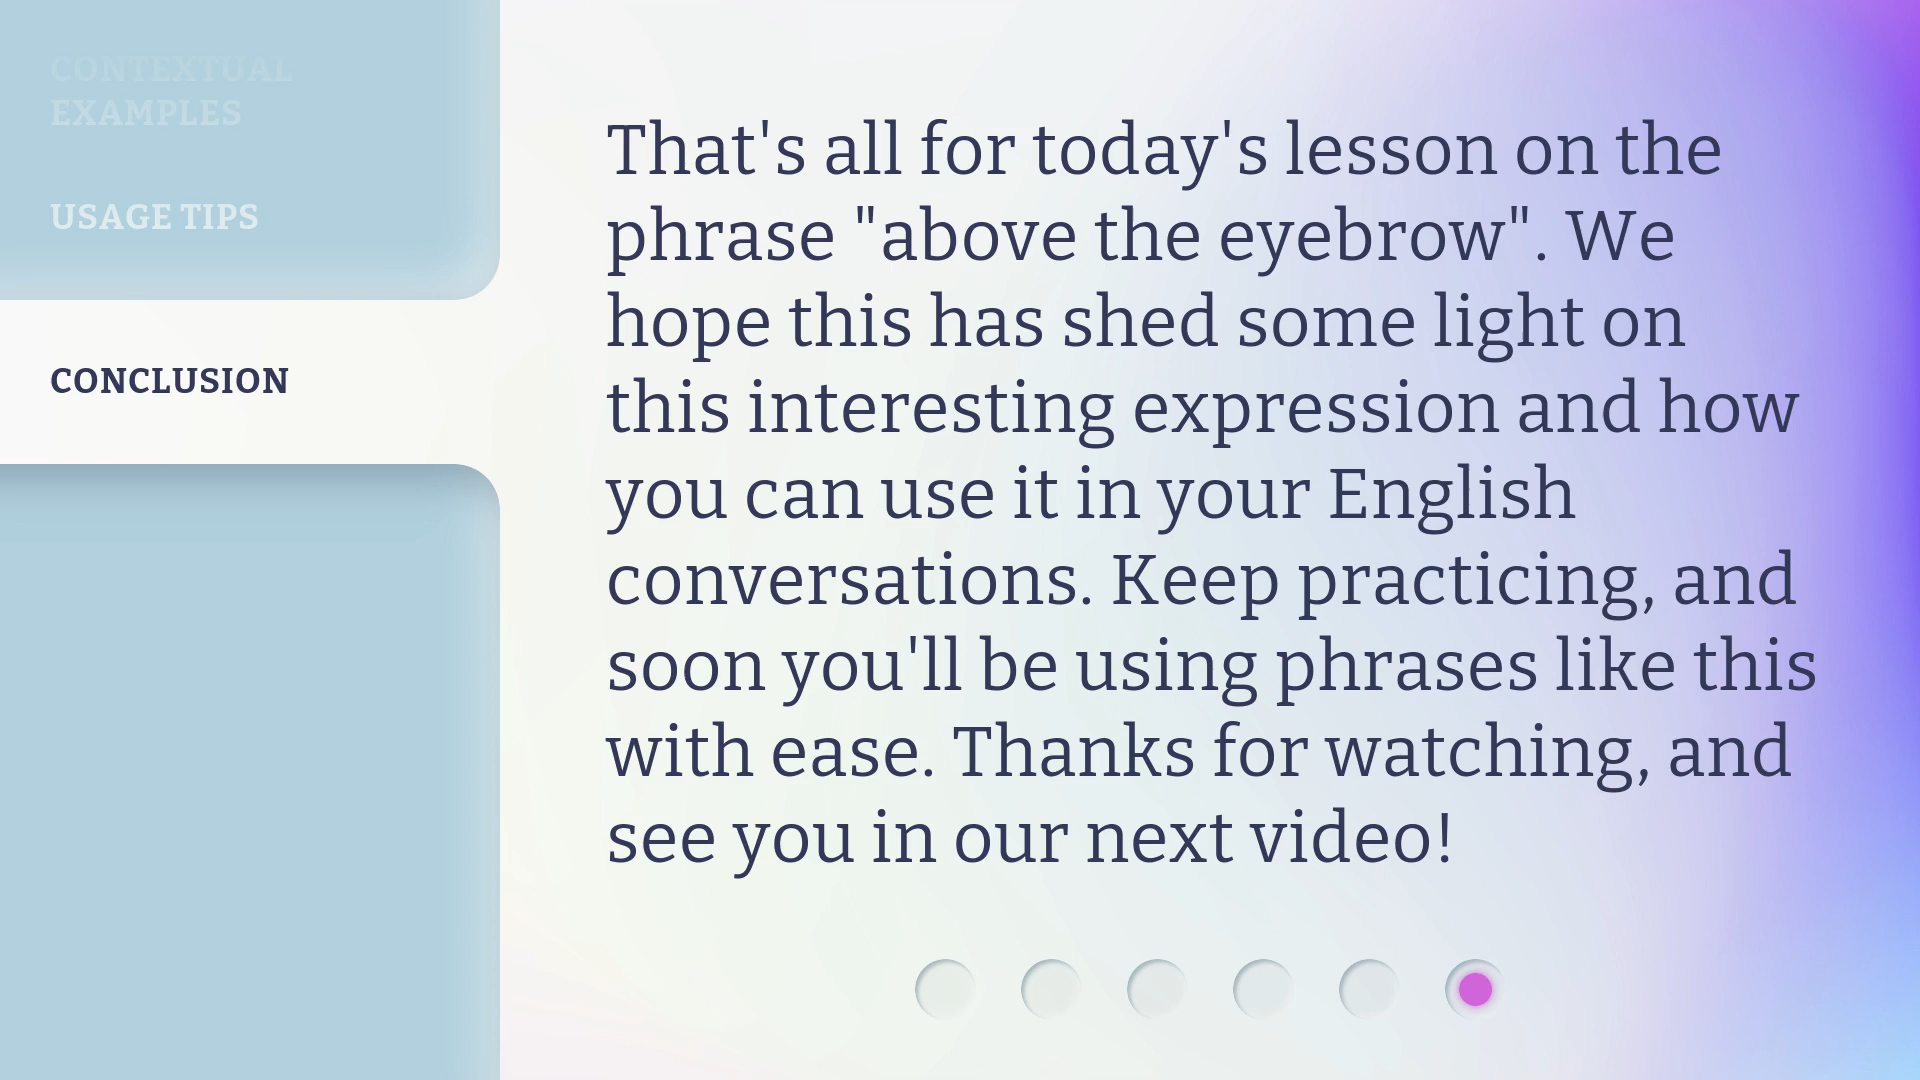 CONTEXTUAL
EXAMPLES
USAGE TIPS
CONCLUSION
That's all for today's lesson on the
phrase "above the eyebrow". We
hope this has shed some light on
this interesting expression and how
you can use it in your English
conversations. Keep practicing, and
soon you'll be using phrases like this
with ease. Thanks for watching, and
see you in our next video!